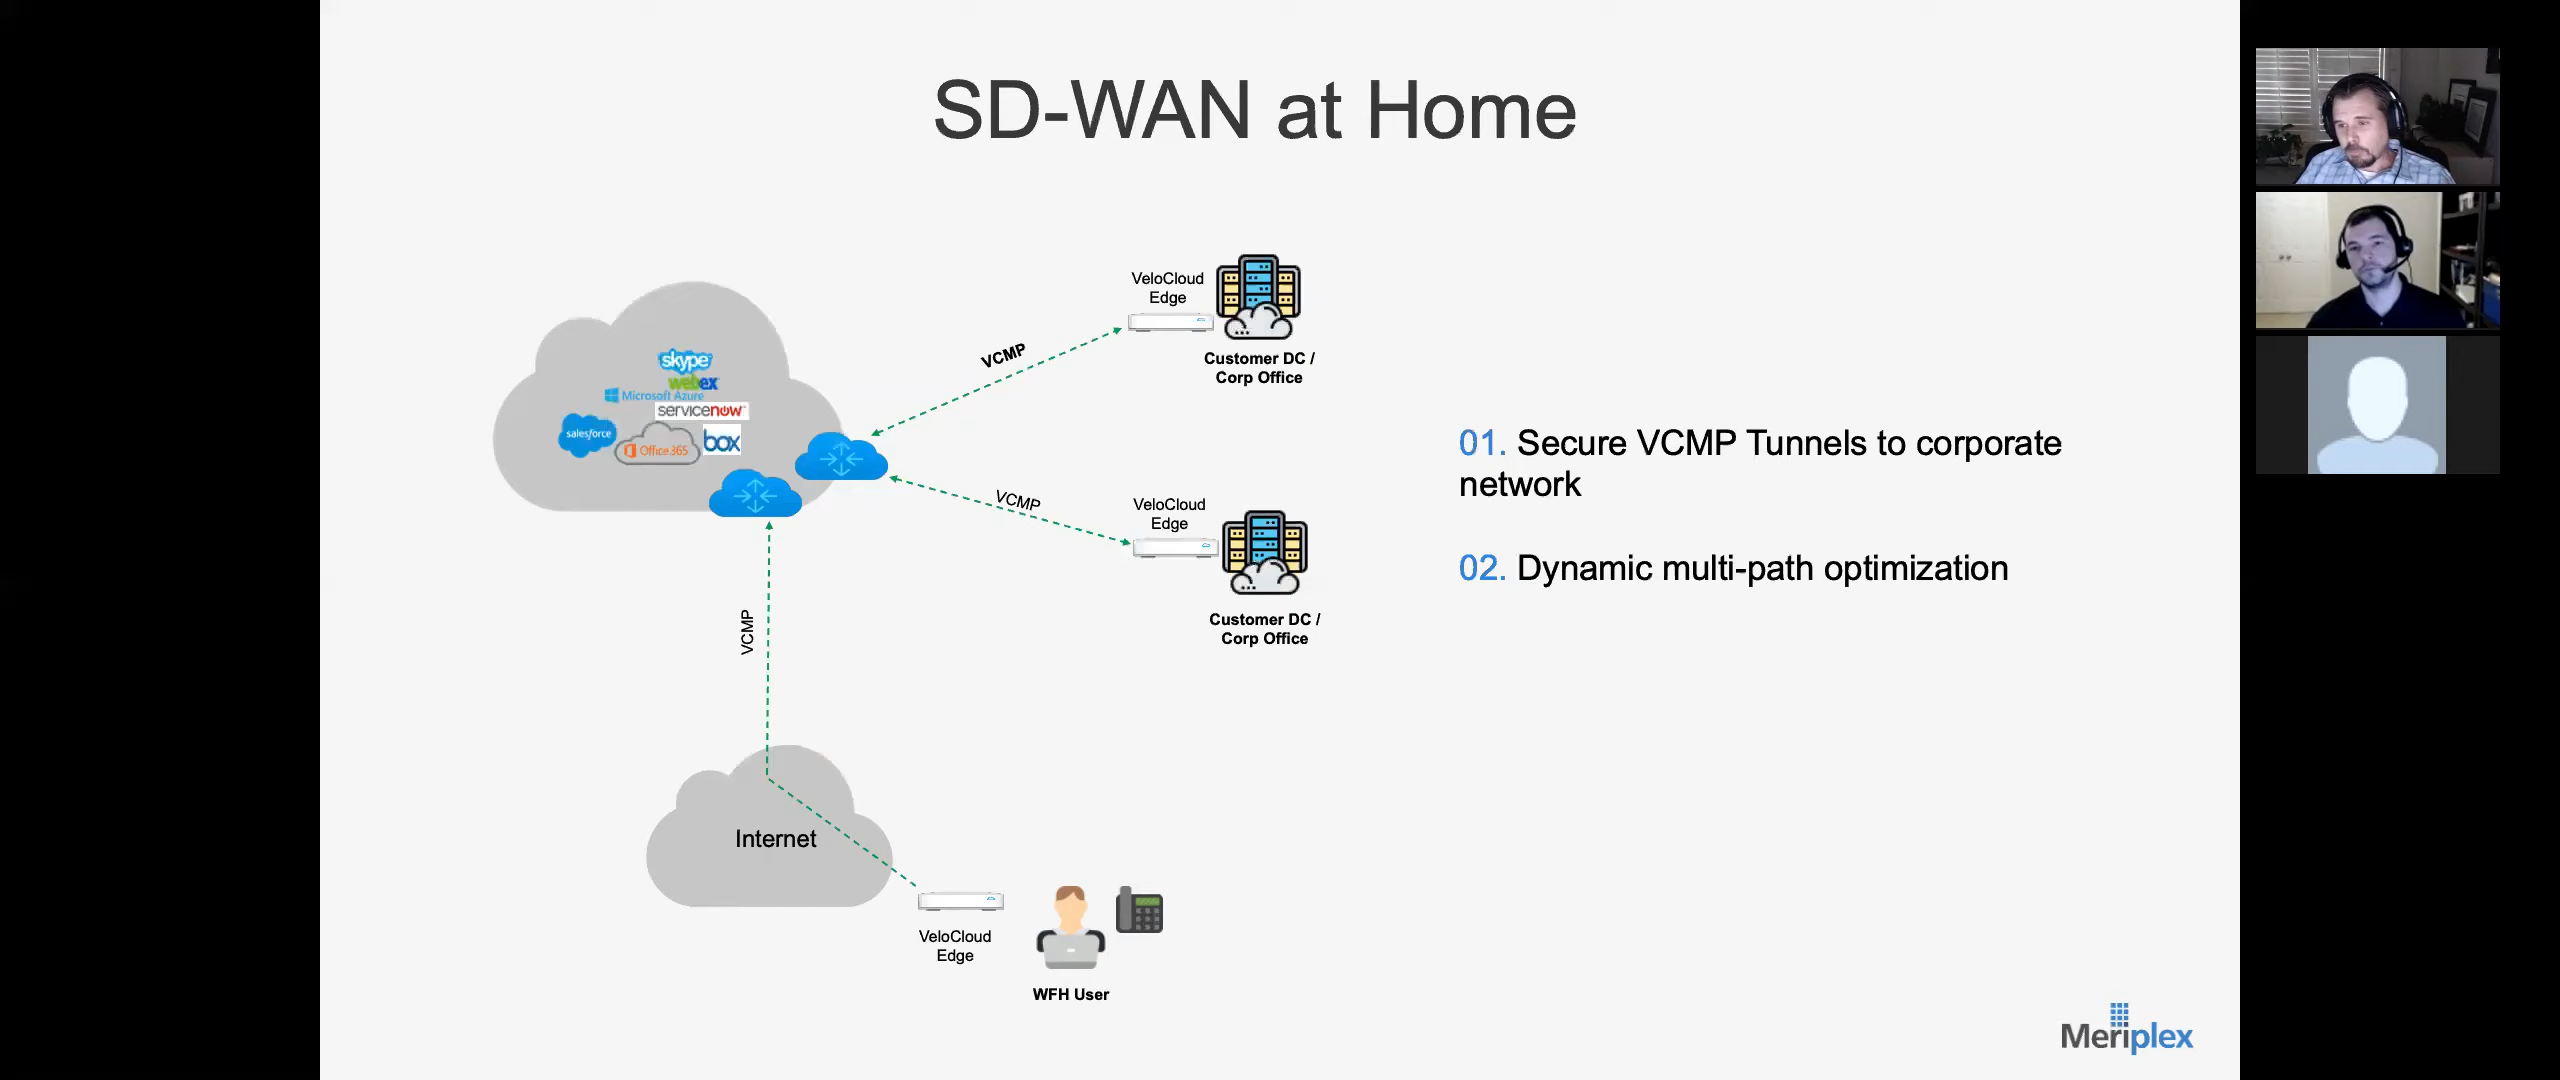 SD-WAN at Home
VeloCloud
Edge
VCMP
Customer DC /
Corp Office
skype
webex
Microsoft Azure
servicenow
salesforce
Office 365
box
VCMP
VeloCloud
Edge
Customer DC /
Corp Office
01. Secure VCMP Tunnels to corporate
network
02. Dynamic multi-path optimization
VCMP
Internet
VeloCloud
Edge
WFH User
Meriplex